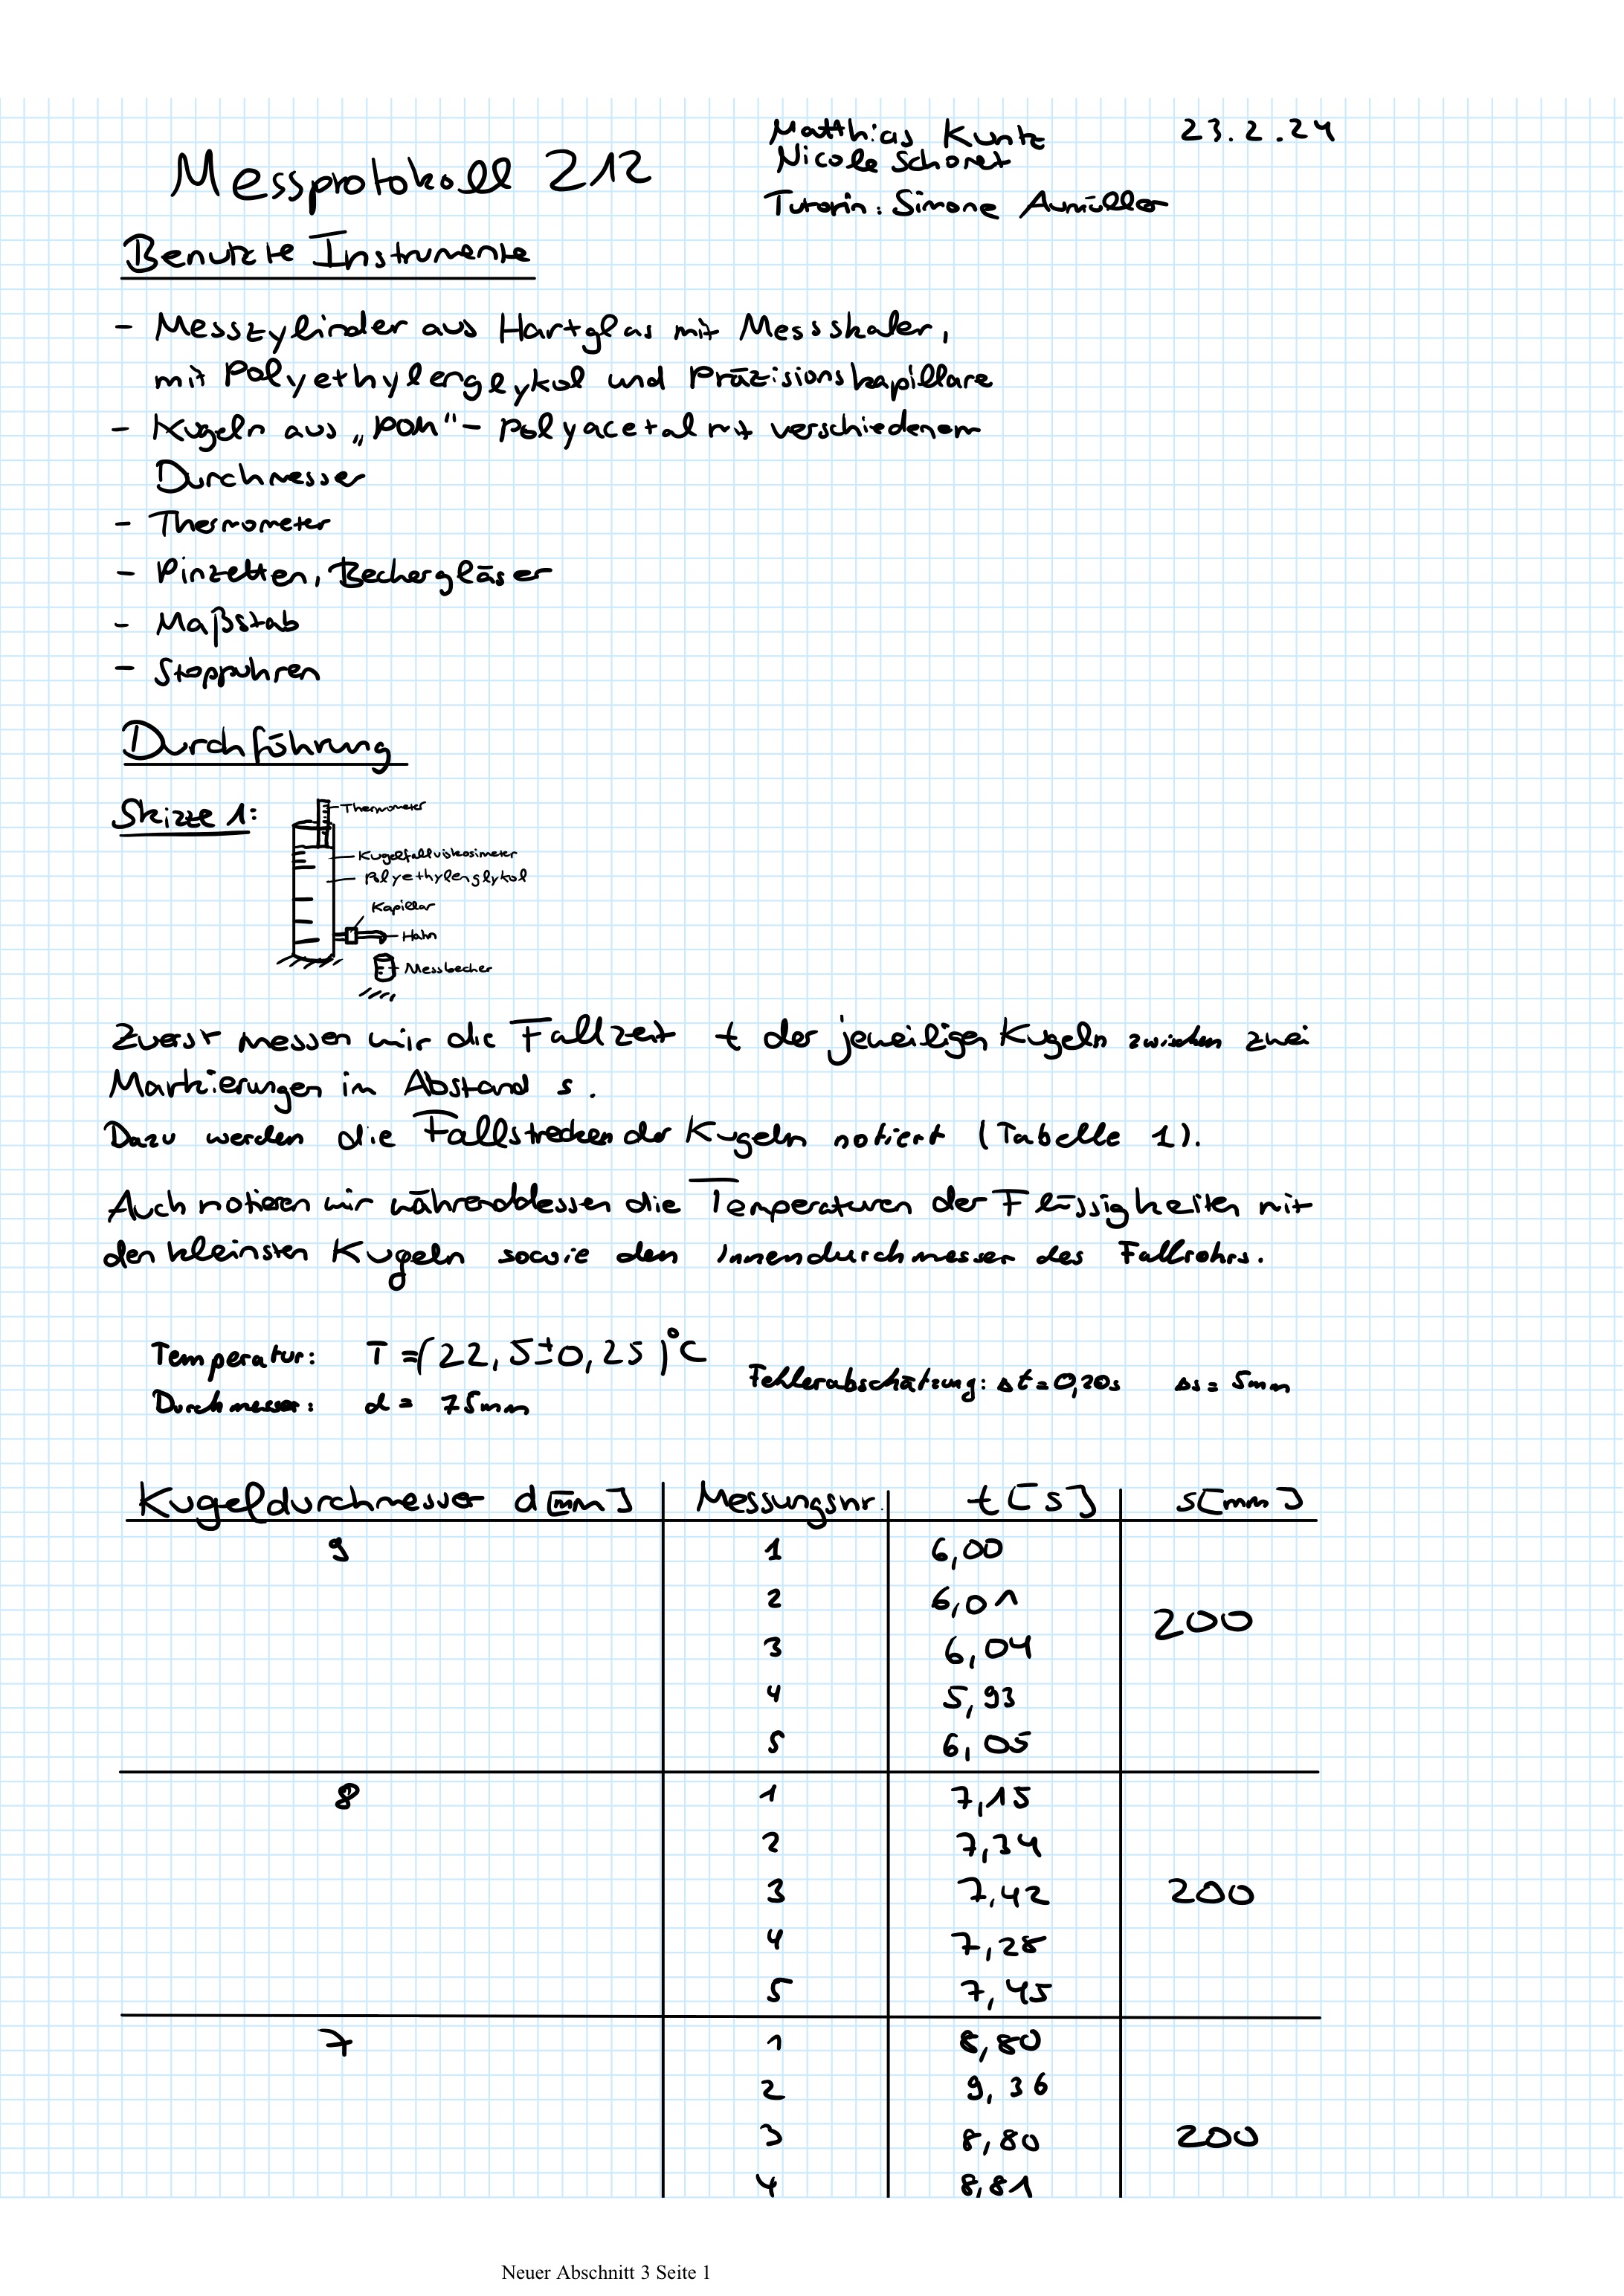 Matthias Kuntz 23.2.24
Messprotokoll 212
Nicole Schoret
Tutorin: Simone Aumüller
Benutzte Instrumente
- Messzylinder aus Hartglas mit Messskaler,
mit Polyethylenglykol und Präzisionskapillare
- Kugeln aus „POM“ - Polyacetal mit verschiedenem
Durchmesser
- Thermometer
- Pinzetten, Bechergläser
- Maßstab
- Stoppuhren
Durchführung
Skizze 1:
Thermometer
Kugelfallviskosimeter
Polyethylenglykol
Kapillar
Hahn
Messbecher
Zuerst messen wir die Fallzeit t der jeweiligen Kugeln zwischen zwei
Markierungen im Abstand s.
Dazu werden die Fallstrecken der Kugeln notiert (Tabelle 1).
Auch notieren wir währenddessen die Temperaturen der Flüssigkeiten mit
den kleinsten Kugeln sowie den Innendurchmesser des Fallrohrs.
Temperatur: T = (22,5 ± 0,25)°C
Fehlerabschätzung: Δt = 0,20s Δs = 5mm
Durchmesser: d = 75mm
Kugeldurchmesser d [mm] Messungsnr. t [s] s [mm]
9 1 6,00
2 6,01
200
3 6,04
4 5,93
5 6,05
8 1 7,15
2 7,34
3 7,42 200
4 7,28
5 7,45
7 1 8,80
2 9,36
3 8,80 200
4 8,81
Neuer Abschnitt 3 Seite 1